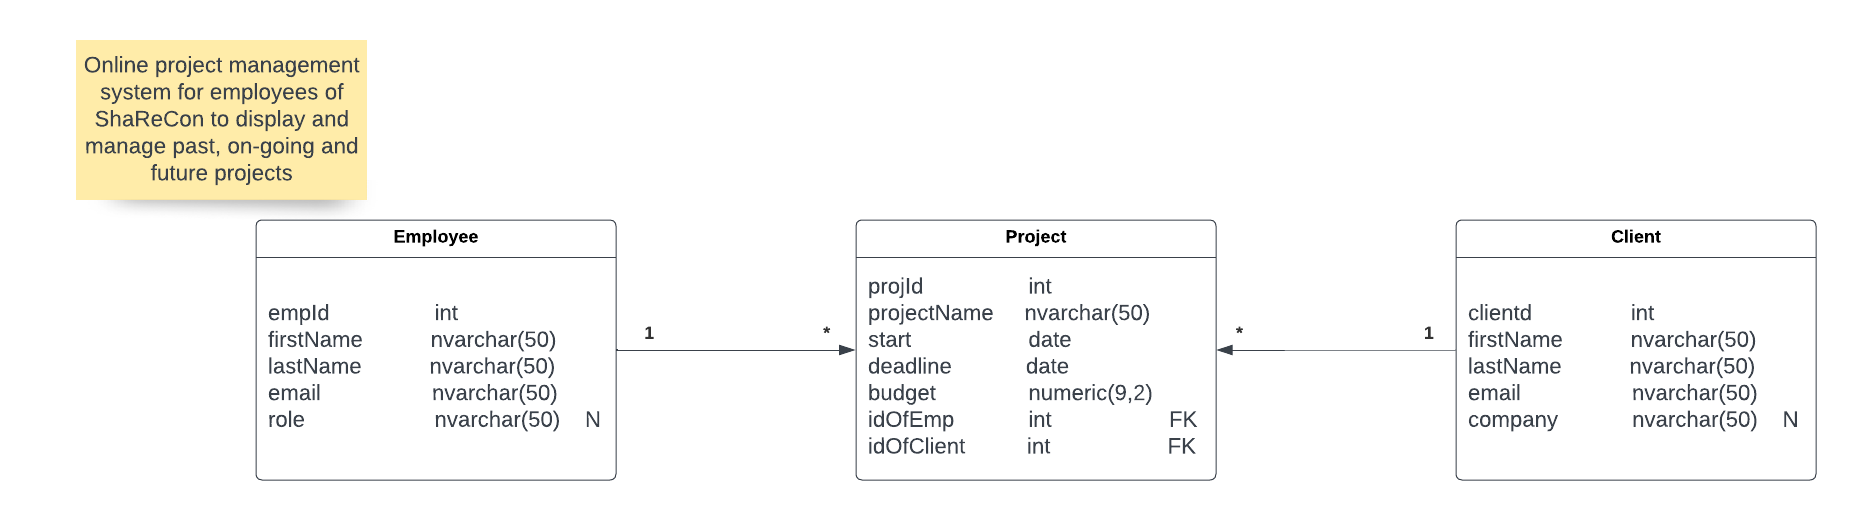 Online project management
system for employees of
ShaReCon to display and
manage past, on-going and
future projects
Employee
empId int
firstName nvarchar(50)
lastName nvarchar(50)
email nvarchar(50)
role nvarchar(50) N
1 *
Project
projId int
projectName nvarchar(50)
start date
deadline date
budget numeric(9,2)
idOfEmp int FK
idOfClient int FK
* 1
Client
clientd int
firstName nvarchar(50)
lastName nvarchar(50)
email nvarchar(50)
company nvarchar(50) N